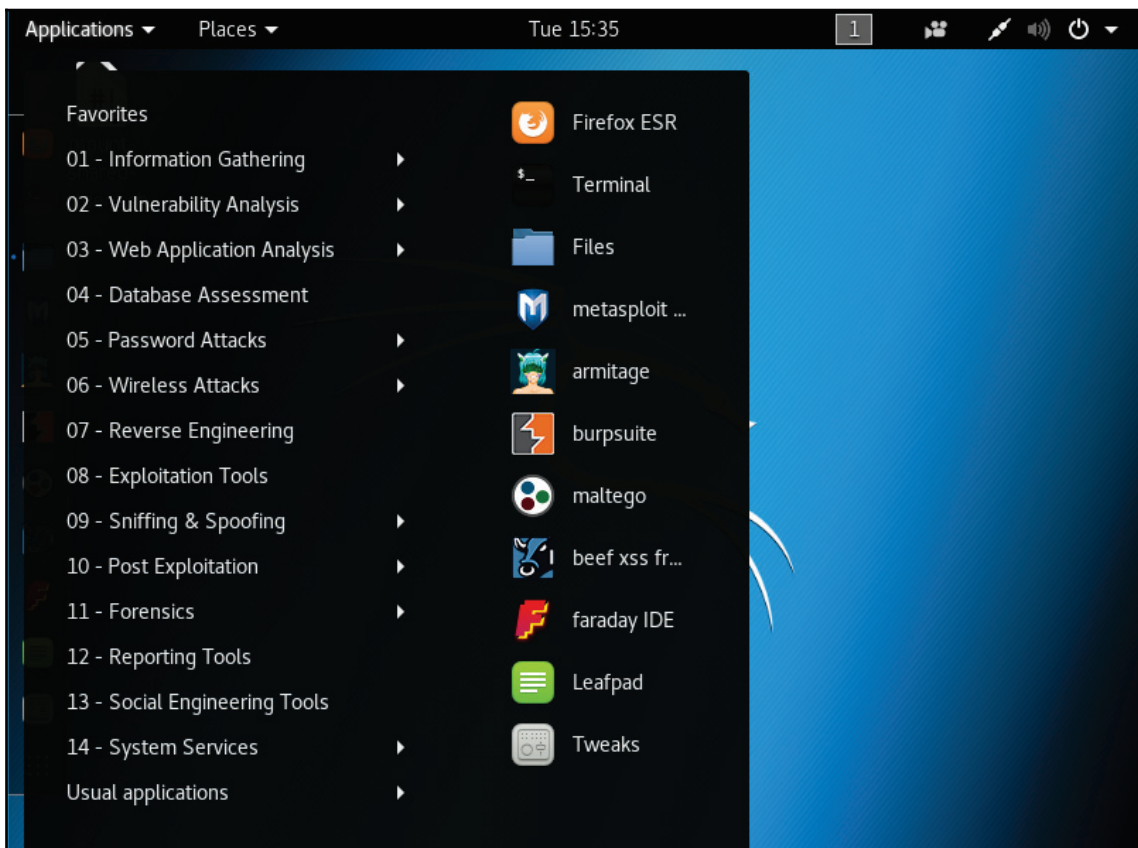 Applications Places Tue 15:35 1
Favorites
01 - Information Gathering
02 - Vulnerability Analysis
03 - Web Application Analysis
04 - Database Assessment
05 - Password Attacks
06 - Wireless Attacks
07 - Reverse Engineering
08 - Exploitation Tools
09 - Sniffing & Spoofing
10 - Post Exploitation
11 - Forensics
12 - Reporting Tools
13 - Social Engineering Tools
14 - System Services
Usual applications
Firefox ESR
$_
Terminal
Files
metasploit ...
armitage
burpsuite
maltego
beef xss fr...
faraday IDE
Leafpad
Tweaks